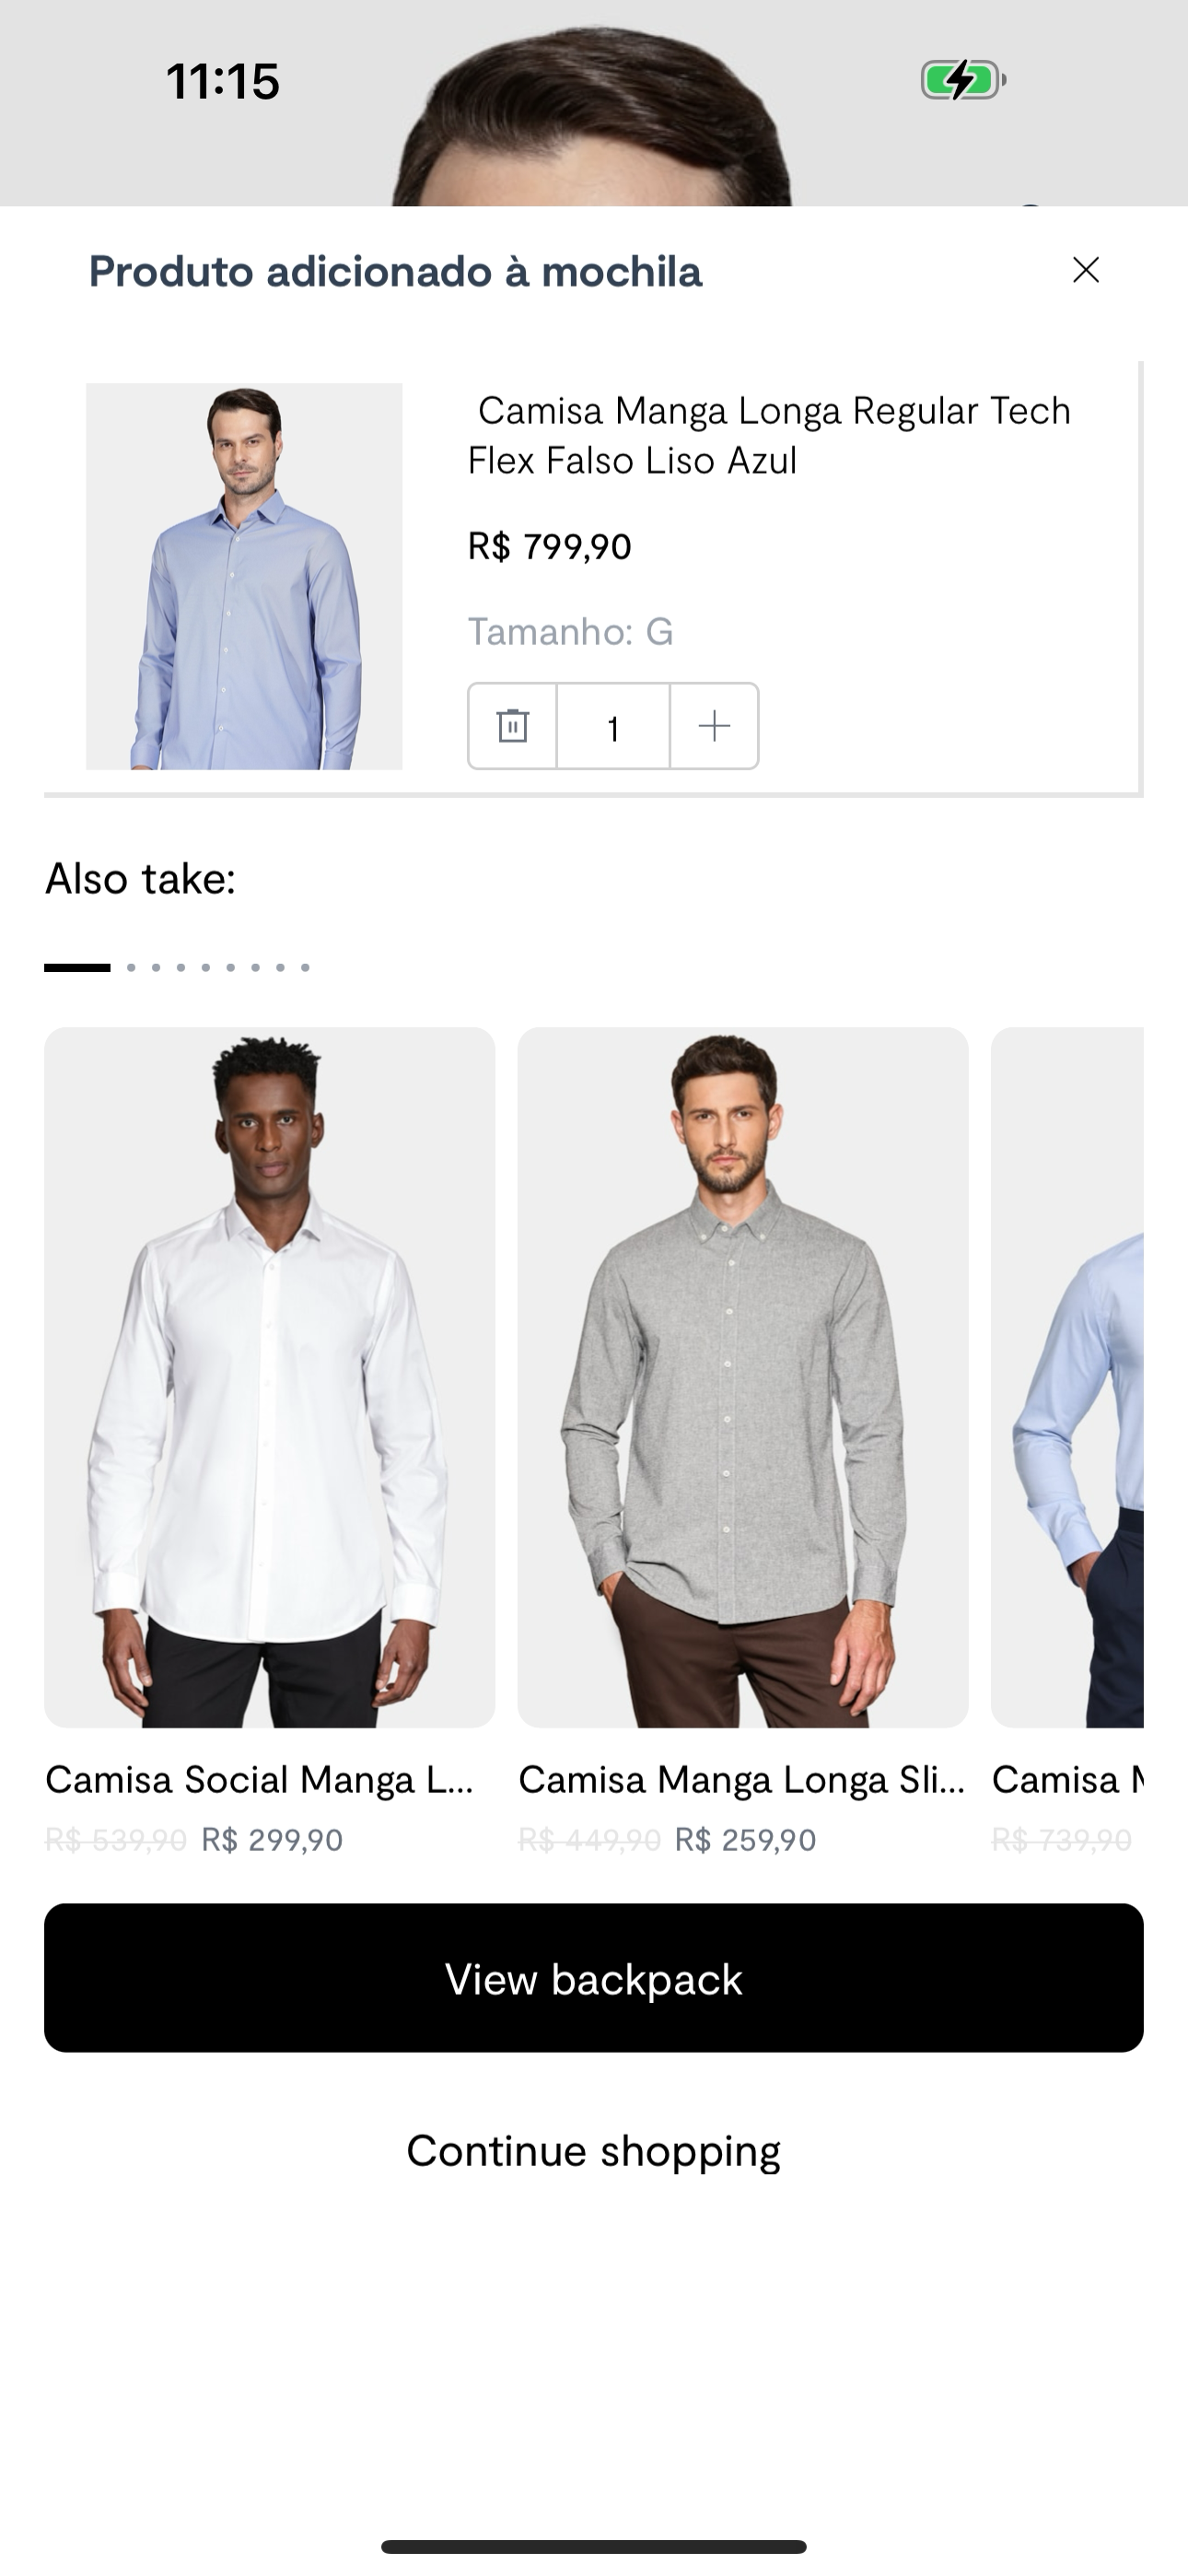 11:15
Produto adicionado à mochila
Camisa Manga Longa Regular Tech
Flex Falso Liso Azul
R$ 799,90
Tamanho: G
1
Also take:
Camisa Social Manga L...
R$ 539,90 R$ 299,90
Camisa Manga Longa Sli...
R$ 449,90 R$ 259,90
Camisa
R$ 739,90
View backpack
Continue shopping